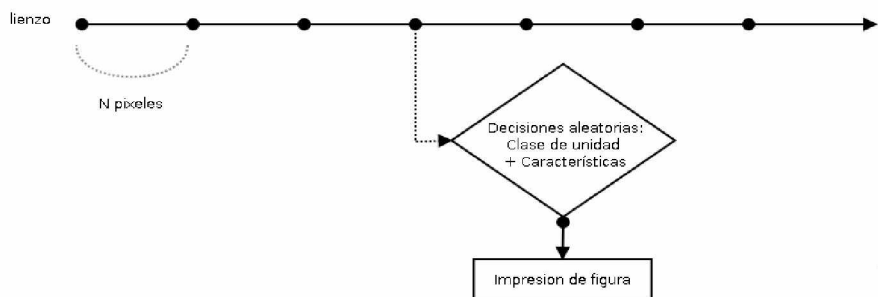 lienzo
N pixeles
Decisiones aleatorias:
Clase de unidad
+ Características
Impresion de figura